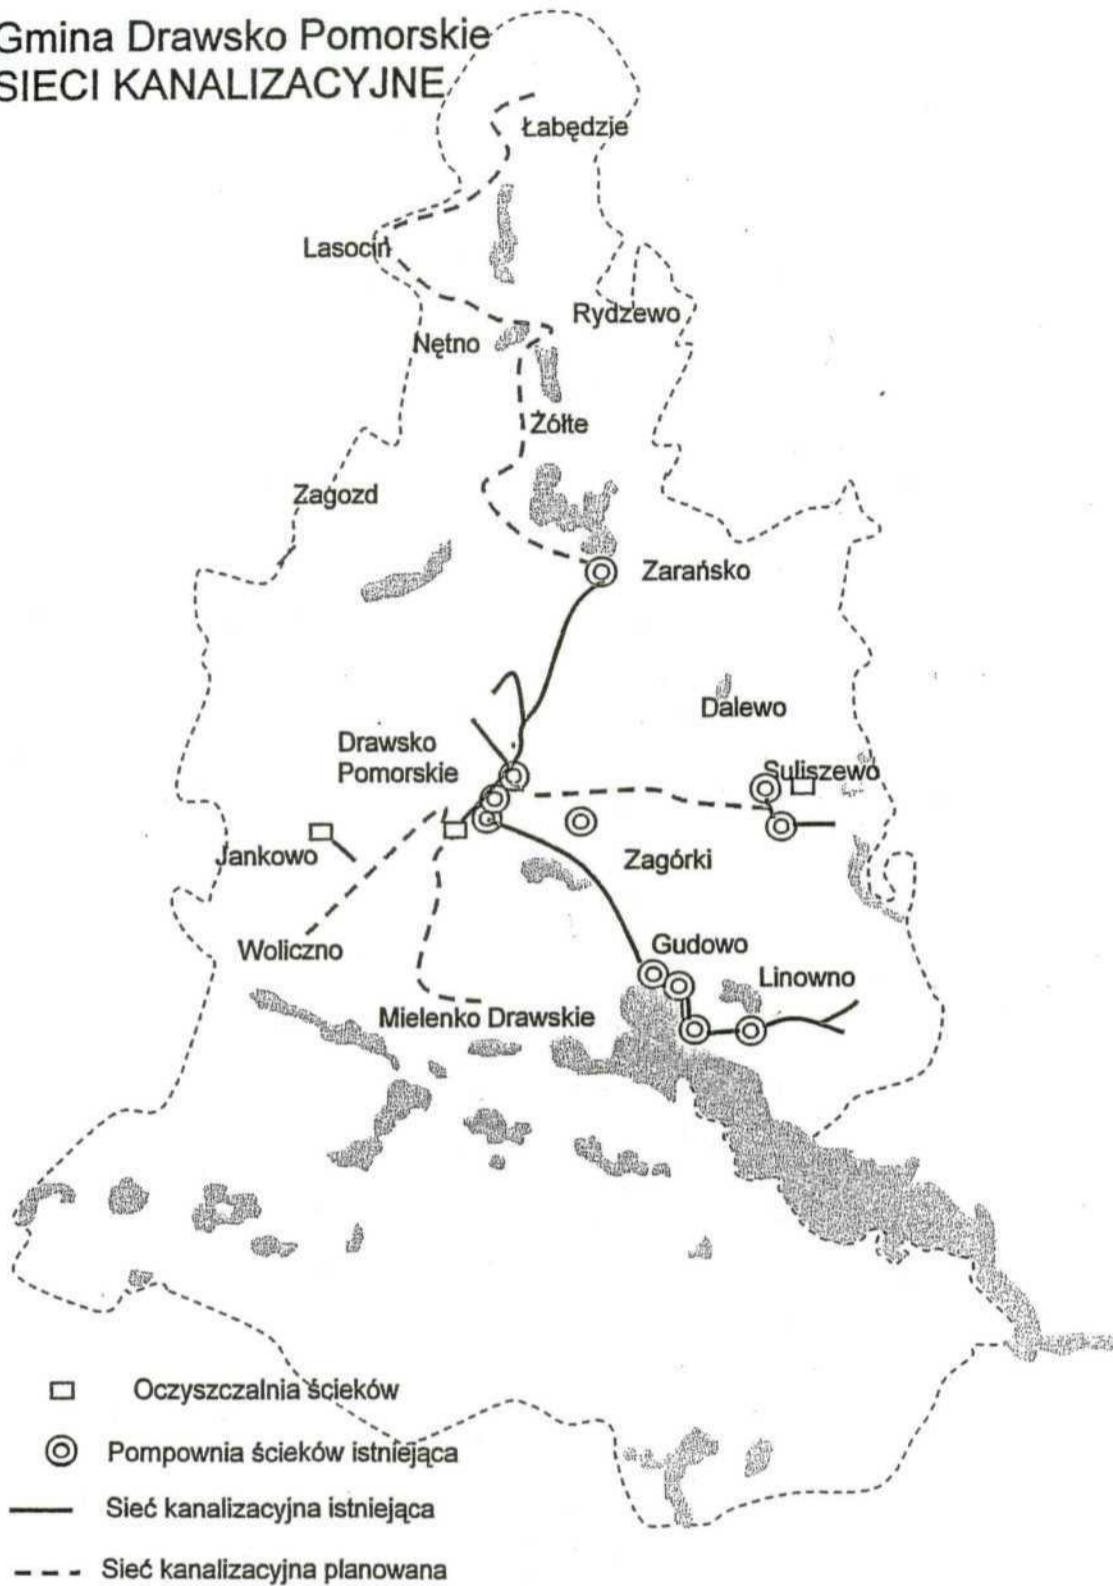 Gmina Drawsko Pomorskie
SIECI KANALIZACYJNE
Łabędzie
Lasocin
Rydzewo
Nętno
Żółte
Zagozd
Zarańsko
Dalewo
Drawsko
Pomorskie
Suliszewo
Jankowo
Zagórki
Woliczno
Gudowo
Linowno
Mielenko Drawskie
Oczyszczalnia ścieków
Pompownia ścieków istniejąca
Sieć kanalizacyjna istniejąca
Sieć kanalizacyjna planowana